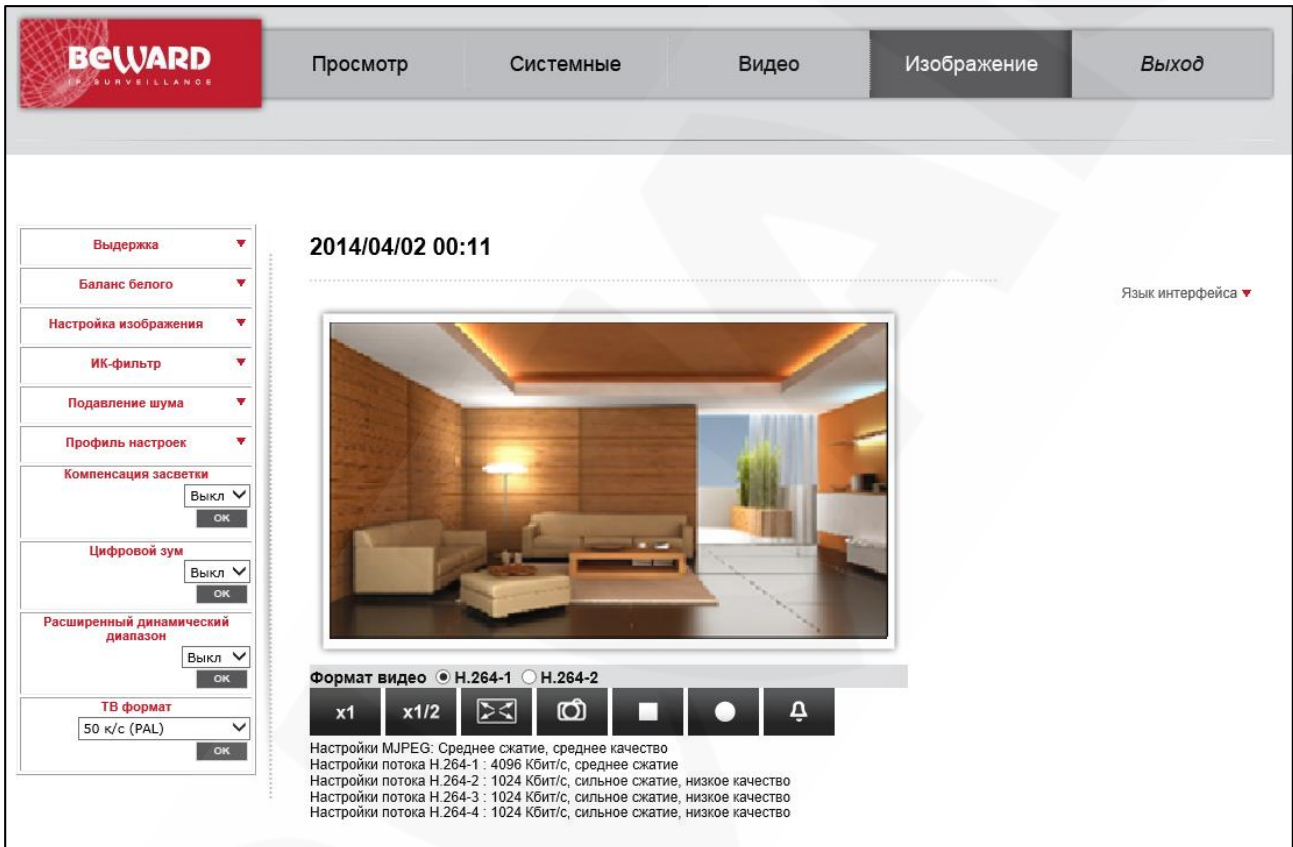 BEWARD
IP SURVEILLANCE
Просмотр
Системные
Видео
Изображение
Выход
Выдержка
Баланс белого
Настройка изображения
ИК-фильтр
Подавление шума
Профиль настроек
Компенсация засветки
Выкл
ОК
Цифровой зум
Выкл
ОК
Расширенный динамический
диапазон
Выкл
ОК
ТВ формат
50 к/с (PAL)
ОК
2014/04/02 00:11
Язык интерфейса
Формат видео H.264-1 H.264-2
x1 x1/2
Настройки MJPEG: Среднее сжатие, среднее качество
Настройки потока H.264-1 : 4096 Кбит/с, среднее сжатие
Настройки потока H.264-2 : 1024 Кбит/с, сильное сжатие, низкое качество
Настройки потока H.264-3 : 1024 Кбит/с, сильное сжатие, низкое качество
Настройки потока H.264-4 : 1024 Кбит/с, сильное сжатие, низкое качество